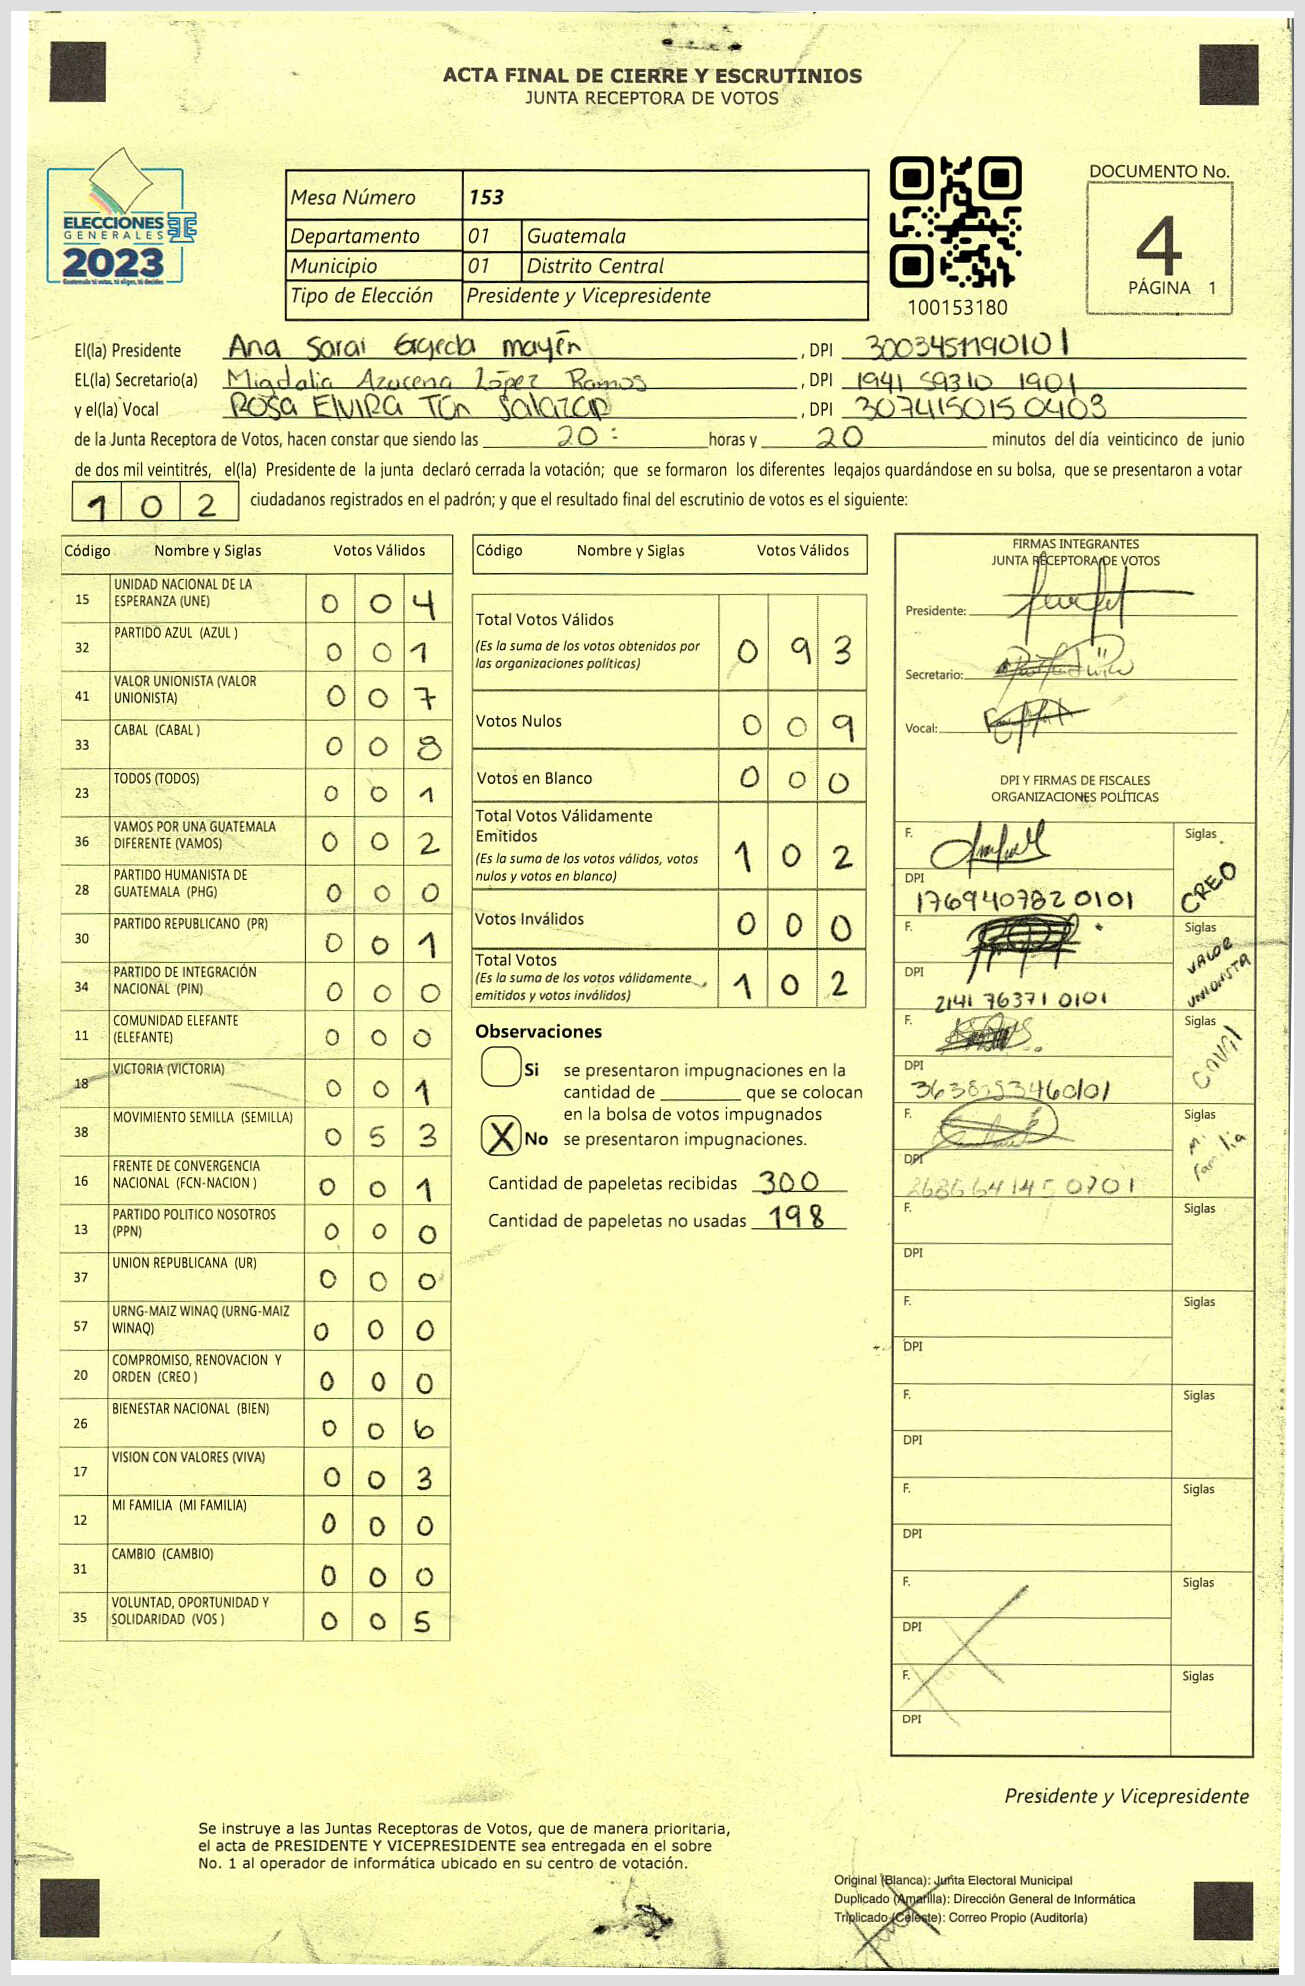 ACTA FINAL DE CIERRE Y ESCRUTINIOS
JUNTA RECEPTORA DE VOTOS
ELECCIONES
GENERALES
2023
Mesa Número 153
Departamento 01 Guatemala
Municipio 01 Distrito Central
Tipo de Elección Presidente y Vicepresidente
100153180
DOCUMENTO No.
4
PÁGINA 1
El(la) Presidente Ana Sarai mayén , DPI 3003451190101
EL(la) Secretario(a) Migdalia Azucena López Ramos , DPI 1941 59310 1901
y el(la) Vocal ROSA ElVIRA Tun Salazar , DPI 3074150150403
de la Junta Receptora de Votos, hacen constar que siendo las 20: horas y 20 minutos del día veinticinco de junio
de dos mil veintitrés, el(la) Presidente de la junta declaró cerrada la votación; que se formaron los diferentes legajos guardándose en su bolsa, que se presentaron a votar
1 0 2 ciudadanos registrados en el padrón; y que el resultado final del escrutinio de votos es el siguiente:
Código Nombre y Siglas Votos Válidos
15 UNIDAD NACIONAL DE LA ESPERANZA (UNE) 0 0 4
32 PARTIDO AZUL (AZUL ) 0 0 1
41 VALOR UNIONISTA (VALOR UNIONISTA) 0 0 7
33 CABAL (CABAL ) 0 0 8
23 TODOS (TODOS) 0 0 1
36 VAMOS POR UNA GUATEMALA DIFERENTE (VAMOS) 0 0 2
28 PARTIDO HUMANISTA DE GUATEMALA (PHG) 0 0 0
30 PARTIDO REPUBLICANO (PR) 0 0 1
34 PARTIDO DE INTEGRACIÓN NACIONAL (PIN) 0 0 0
11 COMUNIDAD ELEFANTE (ELEFANTE) 0 0 0
18 VICTORIA (VICTORIA) 0 0 1
38 MOVIMIENTO SEMILLA (SEMILLA) 0 5 3
16 FRENTE DE CONVERGENCIA NACIONAL (FCN-NACION ) 0 0 1
13 PARTIDO POLITICO NOSOTROS (PPN) 0 0 0
37 UNION REPUBLICANA (UR) 0 0 0
57 URNG-MAIZ WINAQ (URNG-MAIZ WINAQ) 0 0 0
20 COMPROMISO, RENOVACION Y ORDEN (CREO ) 0 0 0
26 BIENESTAR NACIONAL (BIEN) 0 0 6
17 VISION CON VALORES (VIVA) 0 0 3
12 MI FAMILIA (MI FAMILIA) 0 0 0
31 CAMBIO (CAMBIO) 0 0 0
35 VOLUNTAD, OPORTUNIDAD Y SOLIDARIDAD (VOS ) 0 0 5
Código Nombre y Siglas Votos Válidos
Total Votos Válidos 0 9 3
(Es la suma de los votos obtenidos por
las organizaciones políticas)
Votos Nulos 0 0 9
Votos en Blanco 0 0 0
Total Votos Válidamente
Emitidos 1 0 2
(Es la suma de los votos válidos, votos
nulos y votos en blanco)
Votos Inválidos 0 0 0
Total Votos 1 0 2
(Es la suma de los votos válidamente
emitidos y votos inválidos)
Observaciones
Si se presentaron impugnaciones en la
cantidad de ________ que se colocan
en la bolsa de votos impugnados
X No se presentaron impugnaciones.
Cantidad de papeletas recibidas 300
Cantidad de papeletas no usadas 198
FIRMAS INTEGRANTES
JUNTA RECEPTORA DE VOTOS
Presidente:
Secretario:
Vocal:
DPI Y FIRMAS DE FISCALES
ORGANIZACIONES POLÍTICAS
F. Siglas
DPI CREO
1769407820101
F. Siglas
DPI VALOR UNIONISTA
2141 76371 0101
F. Siglas
DPI
F. Siglas
DPI Mi Familia
F. Siglas
DPI
F. Siglas
DPI
F. Siglas
DPI
F. Siglas
DPI
F. Siglas
DPI
F. Siglas
DPI
Presidente y Vicepresidente
Se instruye a las Juntas Receptoras de Votos, que de manera prioritaria,
el acta de PRESIDENTE Y VICEPRESIDENTE sea entregada en el sobre
No. 1 al operador de informática ubicado en su centro de votación.
Original (Blanca): Junta Electoral Municipal
Duplicado (Amarilla): Dirección General de Informática
Triplicado (Celeste): Correo Propio (Auditoría)